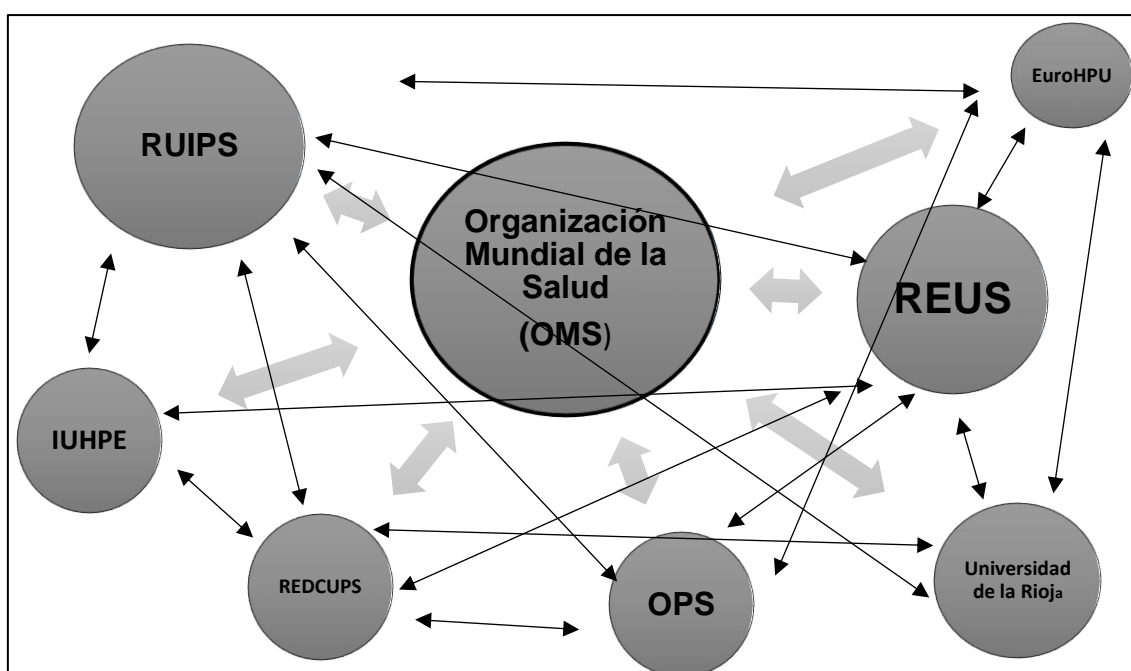 EuroHPU
RUIPS
Organización
Mundial de la
Salud
(OMS)
REUS
IUHPE
REDCUPS
OPS
Universidad
de la Rioja